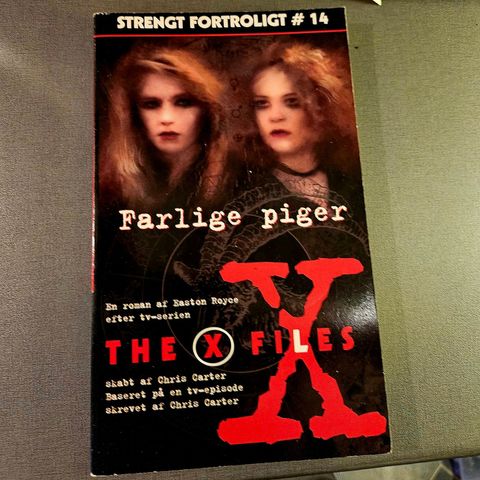 STRENGT FORTROLIGT # 14
Farlige piger
En roman af Easton Royce
efter tv-serien
THE X FILES
skabt af Chris Carter
Baseret på en tv-episode
skrevet af Chris Carter
X